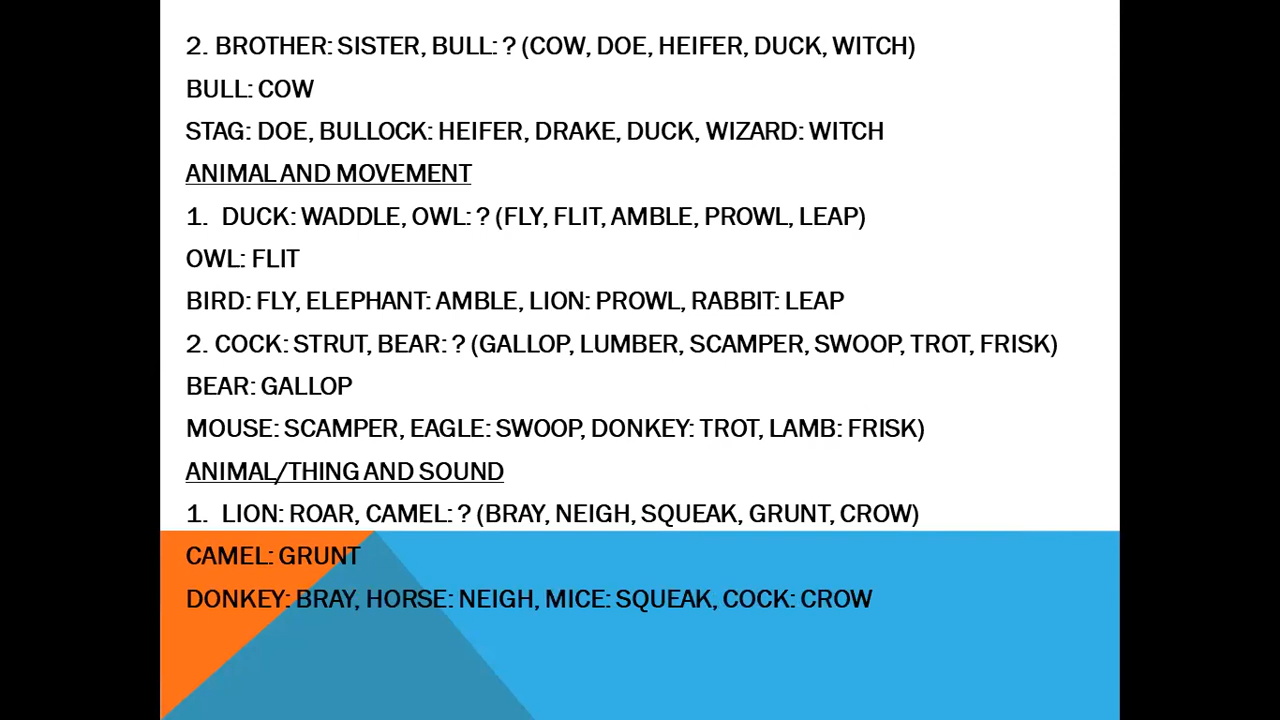 2. BROTHER: SISTER, BULL: ? (COW, DOE, HEIFER, DUCK, WITCH)
BULL: COW
STAG: DOE, BULLOCK: HEIFER, DRAKE, DUCK, WIZARD: WITCH
ANIMAL AND MOVEMENT
1. DUCK: WADDLE, OWL: ? (FLY, FLIT, AMBLE, PROWL, LEAP)
OWL: FLIT
BIRD: FLY, ELEPHANT: AMBLE, LION: PROWL, RABBIT: LEAP
2. COCK: STRUT, BEAR: ? (GALLOP, LUMBER, SCAMPER, SWOOP, TROT, FRISK)
BEAR: GALLOP
MOUSE: SCAMPER, EAGLE: SWOOP, DONKEY: TROT, LAMB: FRISK)
ANIMAL/THING AND SOUND
1. LION: ROAR, CAMEL: ? (BRAY, NEIGH, SQUEAK, GRUNT, CROW)
CAMEL: GRUNT
DONKEY: BRAY, HORSE: NEIGH, MICE: SQUEAK, COCK: CROW